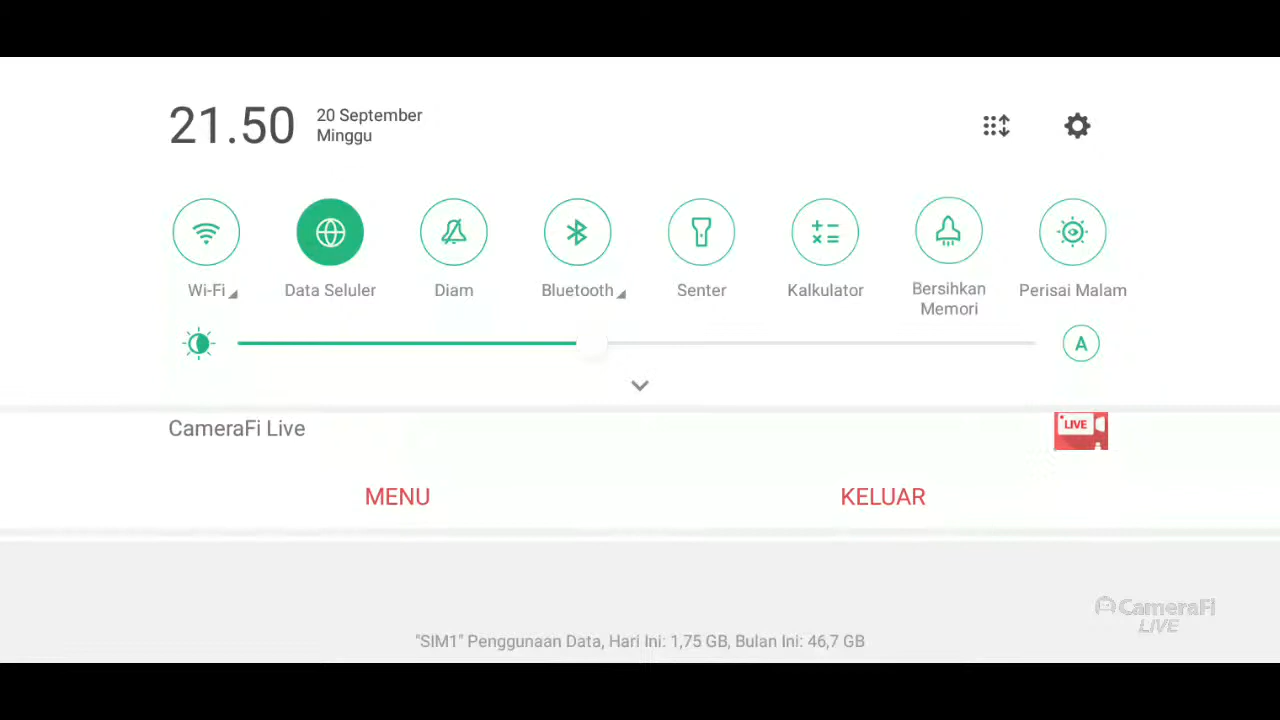 21.50
20 September
Minggu
Wi-Fi
Data Seluler
Diam
Bluetooth
Senter
Kalkulator
Bersihkan
Memori
Perisai Malam
A
CameraFi Live
LIVE
MENU
KELUAR
CameraFi
LIVE
"SIM1" Penggunaan Data, Hari Ini: 1,75 GB, Bulan Ini: 46,7 GB